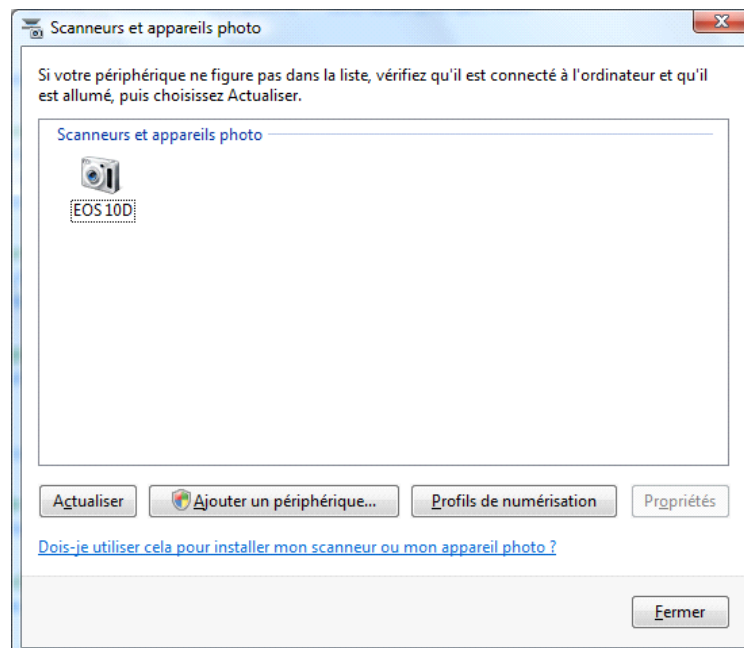 Scanneurs et appareils photo
Si votre périphérique ne figure pas dans la liste, vérifiez qu'il est connecté à l'ordinateur et qu'il
est allumé, puis choisissez Actualiser.
Scanneurs et appareils photo
EOS 10D
Actualiser Ajouter un périphérique... Profils de numérisation Propriétés
Dois-je utiliser cela pour installer mon scanneur ou mon appareil photo ?
Fermer